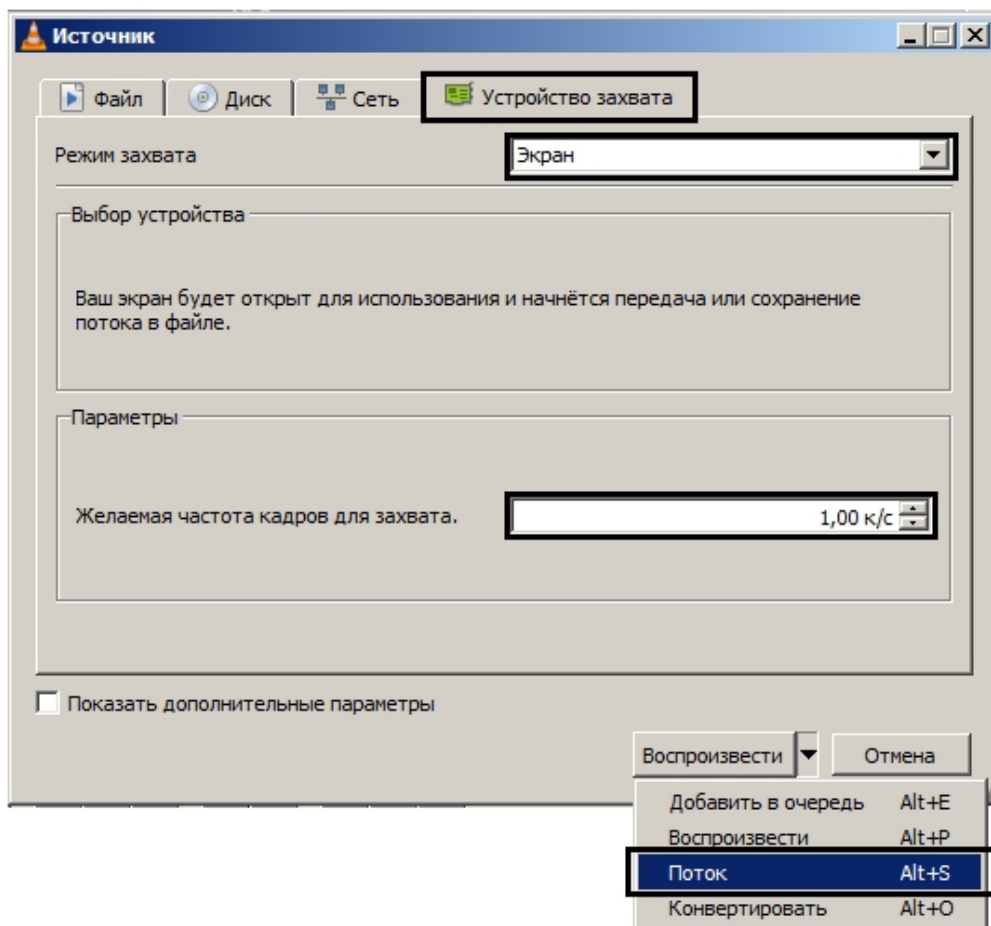 Источник
Файл Диск Сеть Устройство захвата
Режим захвата Экран
Выбор устройства
Ваш экран будет открыт для использования и начнётся передача или сохранение
потока в файле.
Параметры
Желаемая частота кадров для захвата. 1,00 к/с
Показать дополнительные параметры
Воспроизвести Отмена
Добавить в очередь Alt+E
Воспроизвести Alt+P
Поток Alt+S
Конвертировать Alt+O